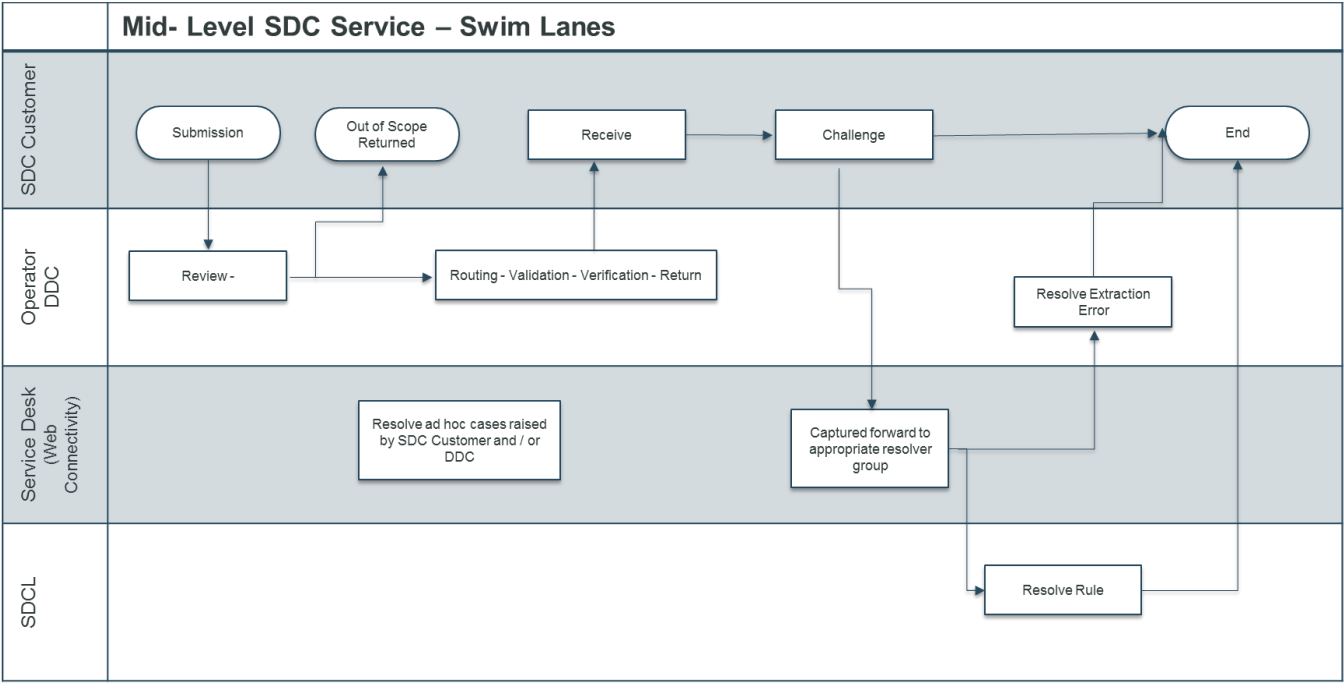 Mid- Level SDC Service – Swim Lanes
SDC Customer
Submission
Out of Scope
Returned
Receive
Challenge
End
Operator
DDC
Review -
Routing - Validation - Verification - Return
Resolve Extraction
Error
Service Desk
(Web
Connectivity)
Resolve ad hoc cases raised
by SDC Customer and / or
DDC
Captured forward to
appropriate resolver
group
SDCL
Resolve Rule